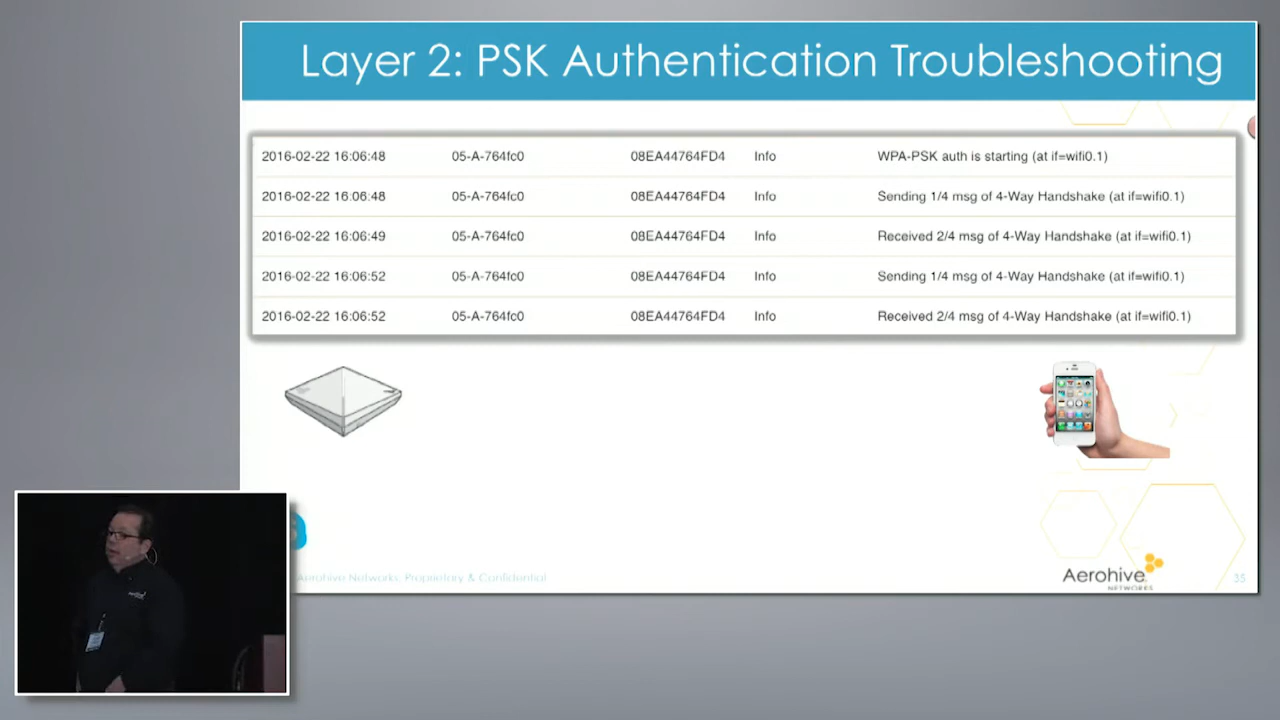 Layer 2: PSK Authentication Troubleshooting
2016-02-22 16:06:48 05-A-764fc0 08EA44764FD4 Info WPA-PSK auth is starting (at if=wifi0.1)
2016-02-22 16:06:48 05-A-764fc0 08EA44764FD4 Info Sending 1/4 msg of 4-Way Handshake (at if=wifi0.1)
2016-02-22 16:06:49 05-A-764fc0 08EA44764FD4 Info Received 2/4 msg of 4-Way Handshake (at if=wifi0.1)
2016-02-22 16:06:52 05-A-764fc0 08EA44764FD4 Info Sending 1/4 msg of 4-Way Handshake (at if=wifi0.1)
2016-02-22 16:06:52 05-A-764fc0 08EA44764FD4 Info Received 2/4 msg of 4-Way Handshake (at if=wifi0.1)
Aerohive Networks. Proprietary & Confidential
Aerohive
NETWORKS
35